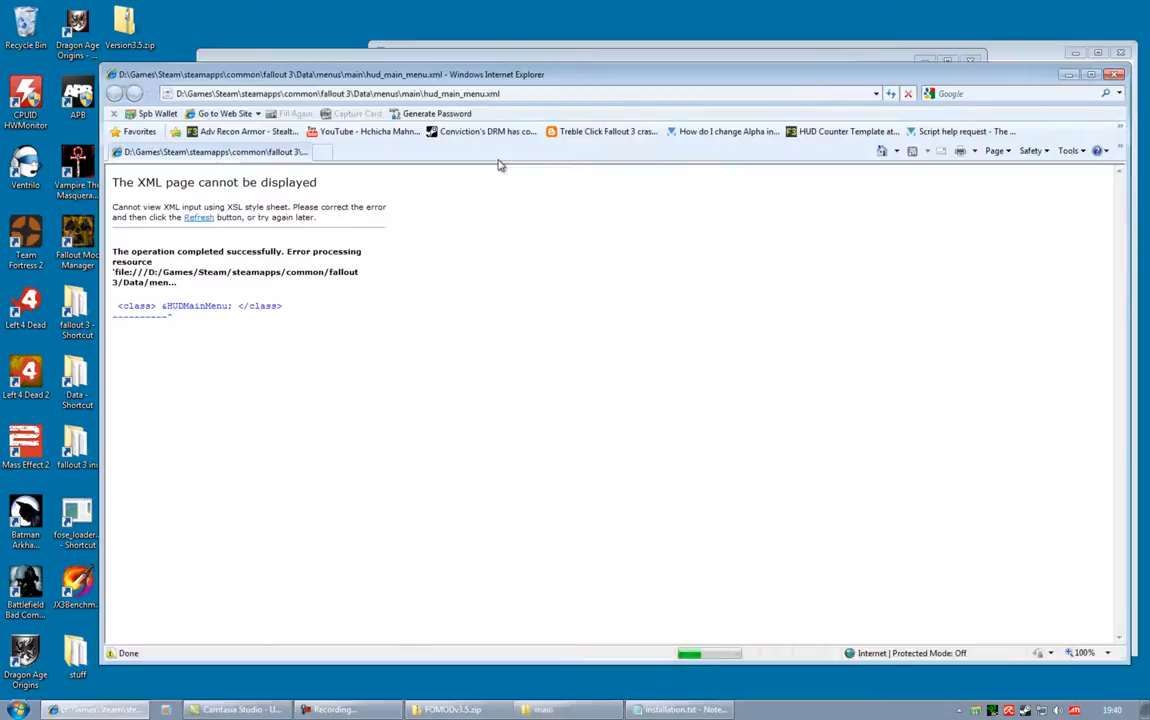 D:\Games\Steam\steamapps\common\fallout 3\Data\menus\main\hud_main_menu.xml - Windows Internet Explorer
D:\Games\Steam\steamapps\common\fallout 3\Data\menus\main\hud_main_menu.xml
Google
Spb Wallet
Go to Web Site
Fill Again
Capture Card
Generate Password
Favorites
Adv Recon Armor - Stealt...
YouTube - Hchicha Mahn...
Conviction's DRM has co...
Treble Click Fallout 3 cras...
How do I change Alpha in...
HUD Counter Template at...
Script help request - The ...
D:\Games\Steam\steamapps\common\fallout 3\...
Page
Safety
Tools
The XML page cannot be displayed
Cannot view XML input using XSL style sheet. Please correct the error
and then click the Refresh button, or try again later.
The operation completed successfully. Error processing
resource
'file:///D:/Games/Steam/steamapps/common/fallout
3/Data/men...
<class> &HUDMainMenu; </class>
----------^
Done
Internet | Protected Mode: Off
100%
Recycle Bin
Dragon Age
Origins - ...
Version3.5.zip
CPUID
HWMonitor
APB
Ventrilo
Vampire The
Masquera...
Team
Fortress 2
Fallout Mod
Manager
Left 4 Dead
fallout 3 -
Shortcut
Left 4 Dead 2
Data -
Shortcut
Mass Effect 2
fallout 3 ini
Batman
Arkha...
fose_loader...
- Shortcut
Battlefield
Bad Com...
JX3Benchm...
Dragon Age
Origins
stuff
D:\Games\Steam\ste...
Camtasia Studio - U...
Recording...
FOMODv3.5.zip
main
installation.txt - Note...
19:40